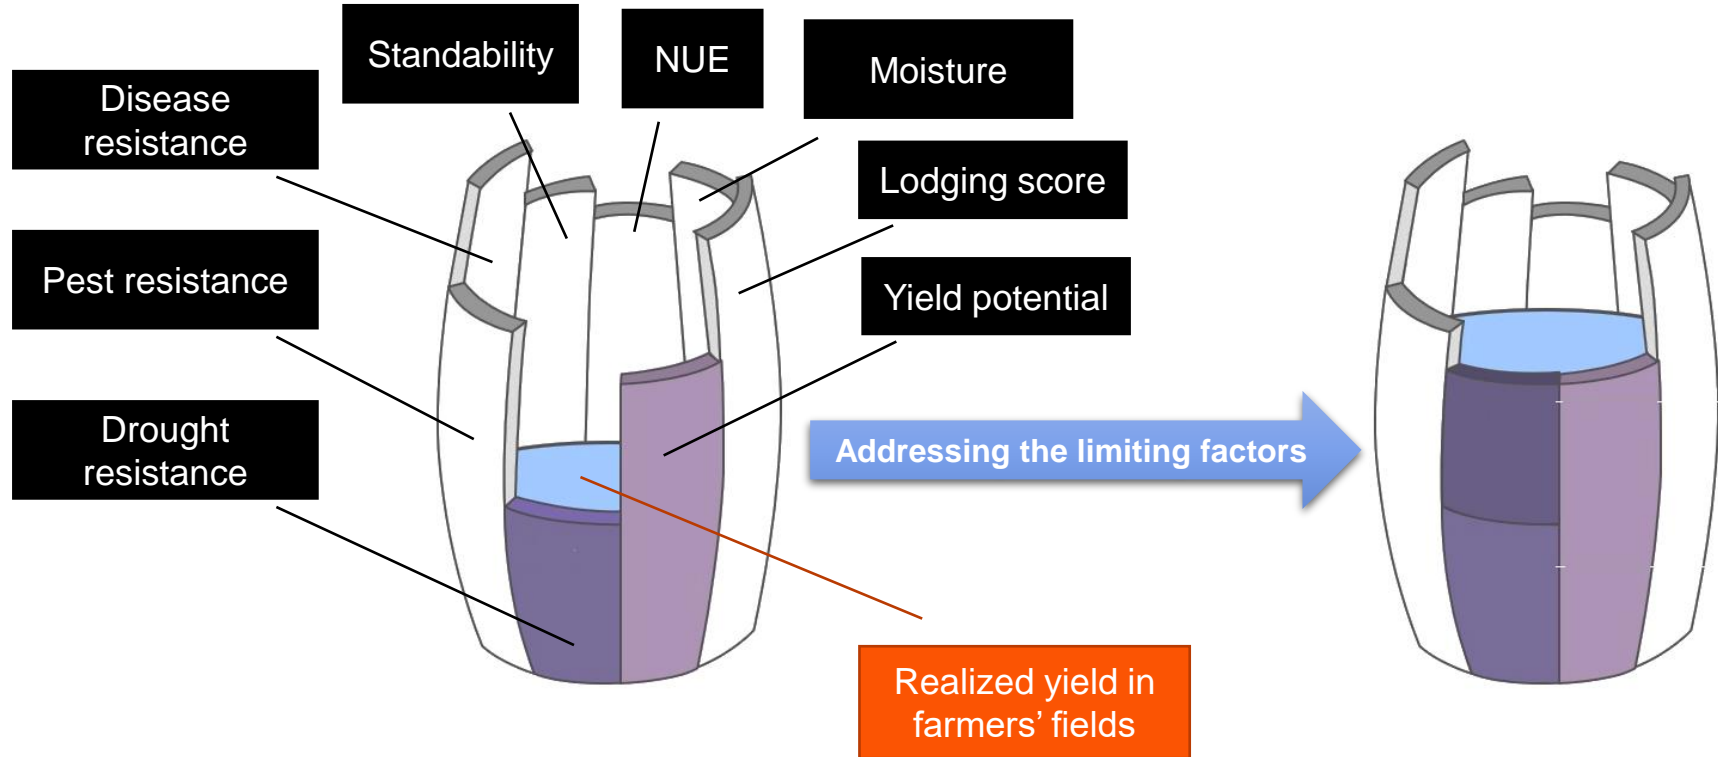 Standability
NUE
Moisture
Disease
resistance
Lodging score
Pest resistance
Yield potential
Drought
resistance
Addressing the limiting factors
Realized yield in
farmers’ fields